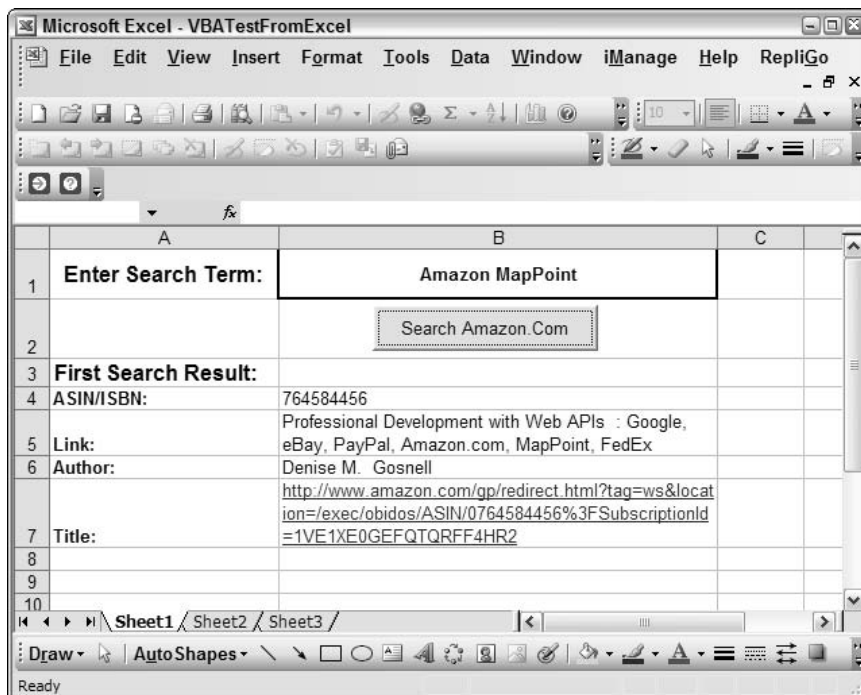 Microsoft Excel - VBATestFromExcel
File Edit View Insert Format Tools Data Window iManage Help RepliGo
Σ 10 A
fx
A B C
1 Enter Search Term: Amazon MapPoint
2 Search Amazon.Com
3 First Search Result:
4 ASIN/ISBN: 764584456
Professional Development with Web APIs : Google,
5 Link: eBay, PayPal, Amazon.com, MapPoint, FedEx
6 Author: Denise M. Gosnell
http://www.amazon.com/gp/redirect.html?tag=ws&locat
ion=/exec/obidos/ASIN/0764584456%3FSubscriptionId
7 Title: =1VE1XE0GEFQTQRFF4HR2
8
9
10
Sheet1 / Sheet2 / Sheet3 /
Draw AutoShapes A A
Ready